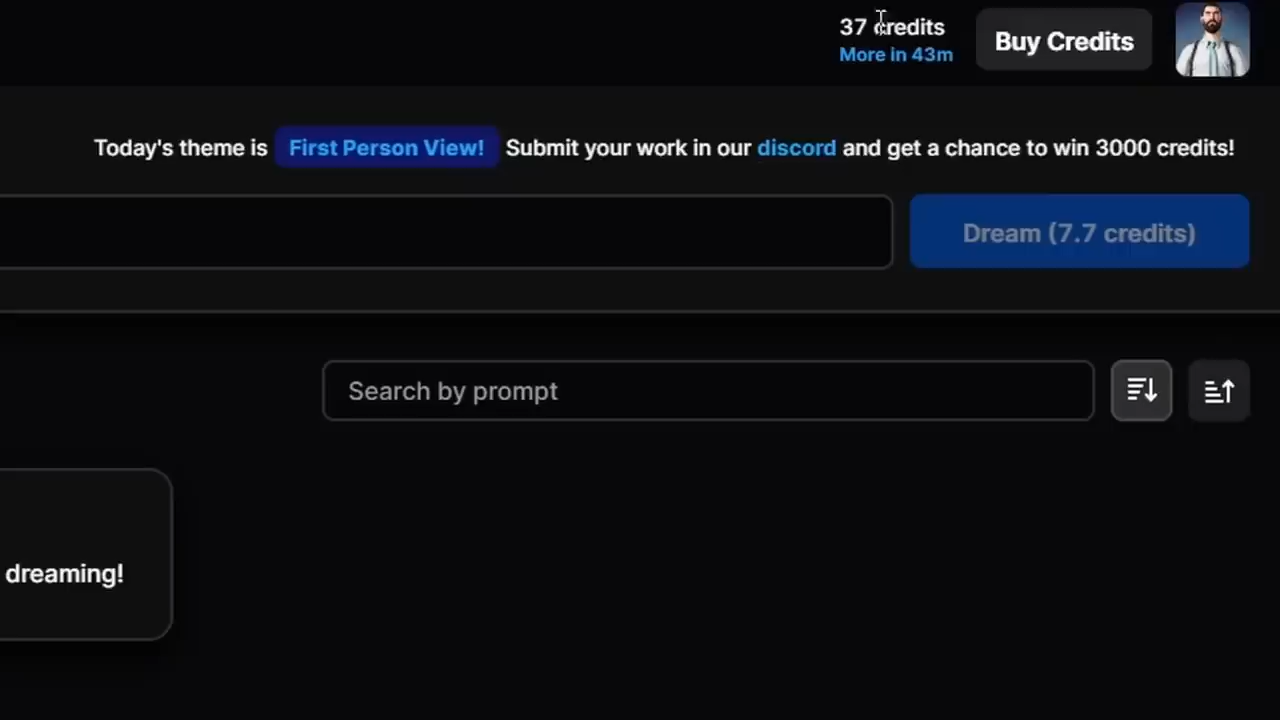 37 credits
More in 43m
Buy Credits
Today's theme is First Person View! Submit your work in our discord and get a chance to win 3000 credits!
Dream (7.7 credits)
Search by prompt
dreaming!